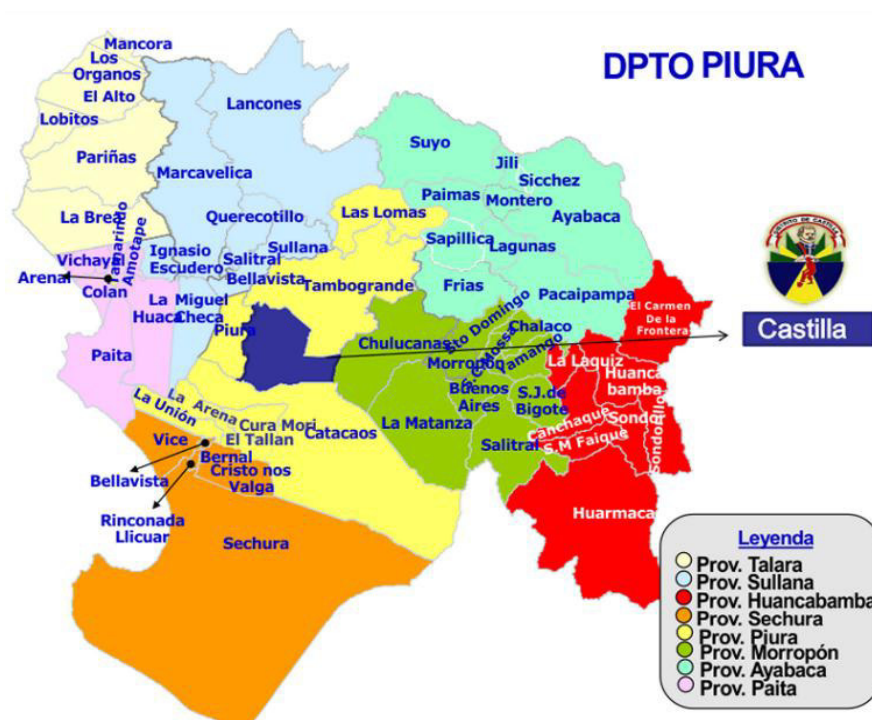 DPTO PIURA
Mancora
Los
Organos
El Alto
Lobitos
Pariñas
La Brea
Tamarindo
Amotape
Vichaya
Arenal
Colan
La
Huaca
Paita
Lancones
Marcavelica
Querecotillo
Sullana
Ignasio
Escudero
Salitral
Bellavista
Miguel
Checa
Las Lomas
Tambogrande
Piura
Suyo
Jili
Sicchez
Paimas
Montero
Ayabaca
Sapillica
Lagunas
Frias
Pacaipampa
DISTRITO DE CASTILLA
Castilla
El Carmen
De la
Frontera
Chulucanas
Sto Domingo
Chalaco
Morropón
Yamango
Buenos
Aires
S.J.de
Bigote
La Matanza
Salitral
La Laquiz
Huanca
bamba
Canchaque
S.M Faique
Sondor
Sondorillo
Huarmaca
La Unión
La Arena
Cura Mori
El Tallan
Catacaos
Vice
Bernal
Cristo nos
Valga
Bellavista
Rinconada
Llicuar
Sechura
Leyenda
Prov. Talara
Prov. Sullana
Prov. Huancabamba
Prov. Sechura
Prov. Piura
Prov. Morropón
Prov. Ayabaca
Prov. Paita